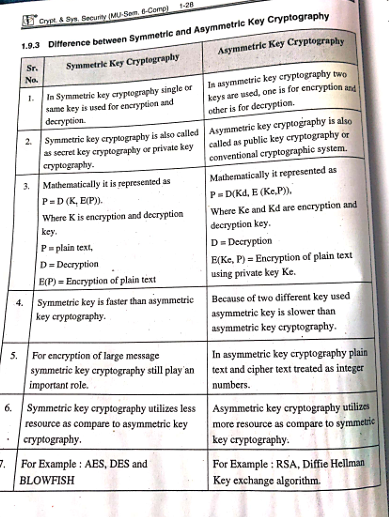 Crypt. & Sys. Security (MU-Sem. 6-Comp) 1-28
1.9.3 Difference between Symmetric and Asymmetric Key Cryptography
Sr. No.
Symmetric Key Cryptography
Asymmetric Key Cryptography
1.
In Symmetric key cryptography single or
same key is used for encryption and
decryption.
In asymmetric key cryptography two
keys are used, one is for encryption and
other is for decryption.
2.
Symmetric key cryptography is also called
as secret key cryptography or private key
cryptography.
Asymmetric key cryptography is also
called as public key cryptography or
conventional cryptographic system.
3.
Mathematically it is represented as
P = D (K, E(P)).
Where K is encryption and decryption
key.
P = plain text,
D = Decryption
E(P) = Encryption of plain text
Mathematically it represented as
P = D(Kd, E (Ke,P)),
Where Ke and Kd are encryption and
decryption key.
D = Decryption
E(Ke, P) = Encryption of plain text
using private key Ke.
4.
Symmetric key is faster than asymmetric
key cryptography.
Because of two different key used
asymmetric key is slower than
asymmetric key cryptography.
5.
For encryption of large message
symmetric key cryptography still play an
important role.
In asymmetric key cryptography plain
text and cipher text treated as integer
numbers.
6.
Symmetric key cryptography utilizes less
resource as compare to asymmetric key
cryptography.
Asymmetric key cryptography utilizes
more resource as compare to symmetric
key cryptography.
7.
For Example : AES, DES and
BLOWFISH
For Example : RSA, Diffie Hellman
Key exchange algorithm.